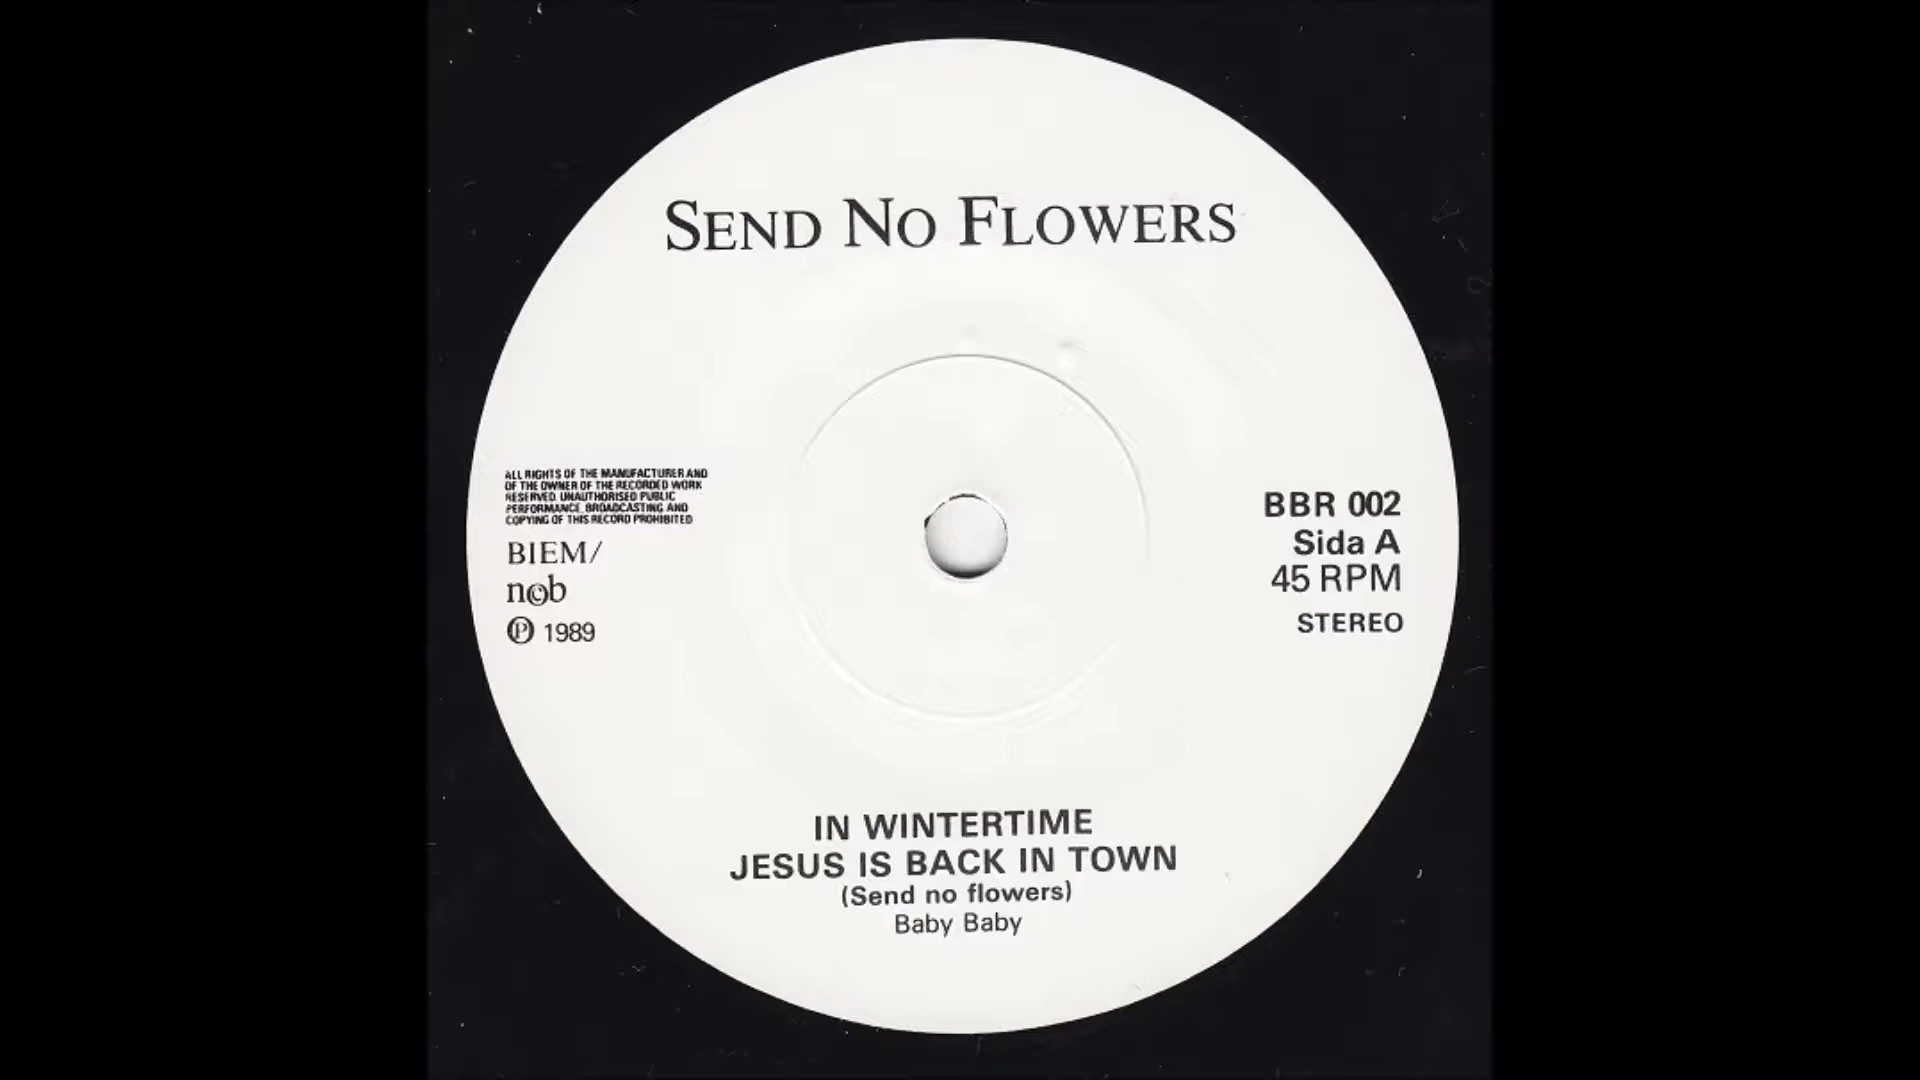 SEND NO FLOWERS
ALL RIGHTS OF THE MANUFACTURER AND
OF THE OWNER OF THE RECORDED WORK
RESERVED. UNAUTHORISED PUBLIC
PERFORMANCE, BROADCASTING AND
COPYING OF THIS RECORD PROHIBITED
BIEM/
n©b
℗ 1989
BBR 002
Sida A
45 RPM
STEREO
IN WINTERTIME
JESUS IS BACK IN TOWN
(Send no flowers)
Baby Baby